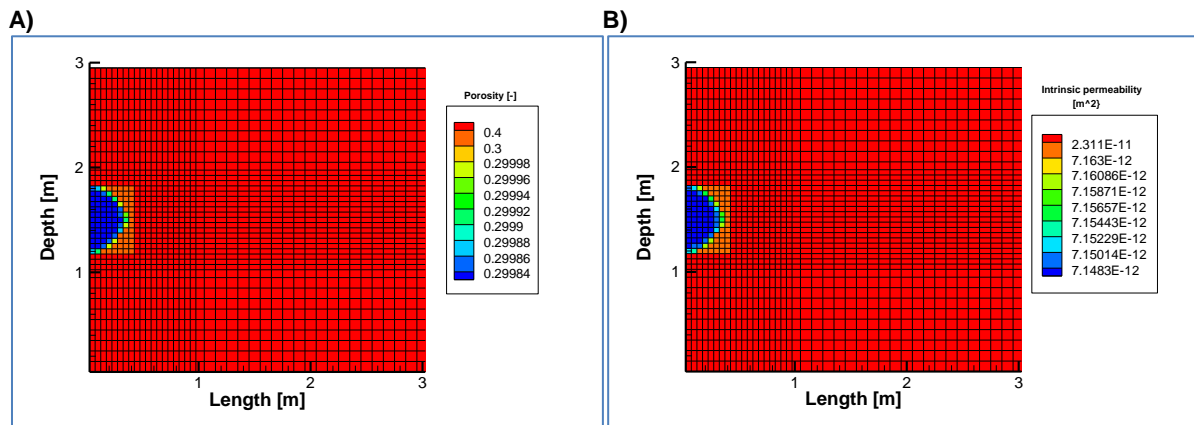 A)
3
2
1
Depth [m]
1
2
3
Length [m]
Porosity [-]
0.4
0.3
0.29998
0.29996
0.29994
0.29992
0.2999
0.29988
0.29986
0.29984
B)
3
2
1
Depth [m]
1
2
3
Length [m]
Intrinsic permeability
[m^2}
2.311E-11
7.163E-12
7.16086E-12
7.15871E-12
7.15657E-12
7.15443E-12
7.15229E-12
7.15014E-12
7.1483E-12